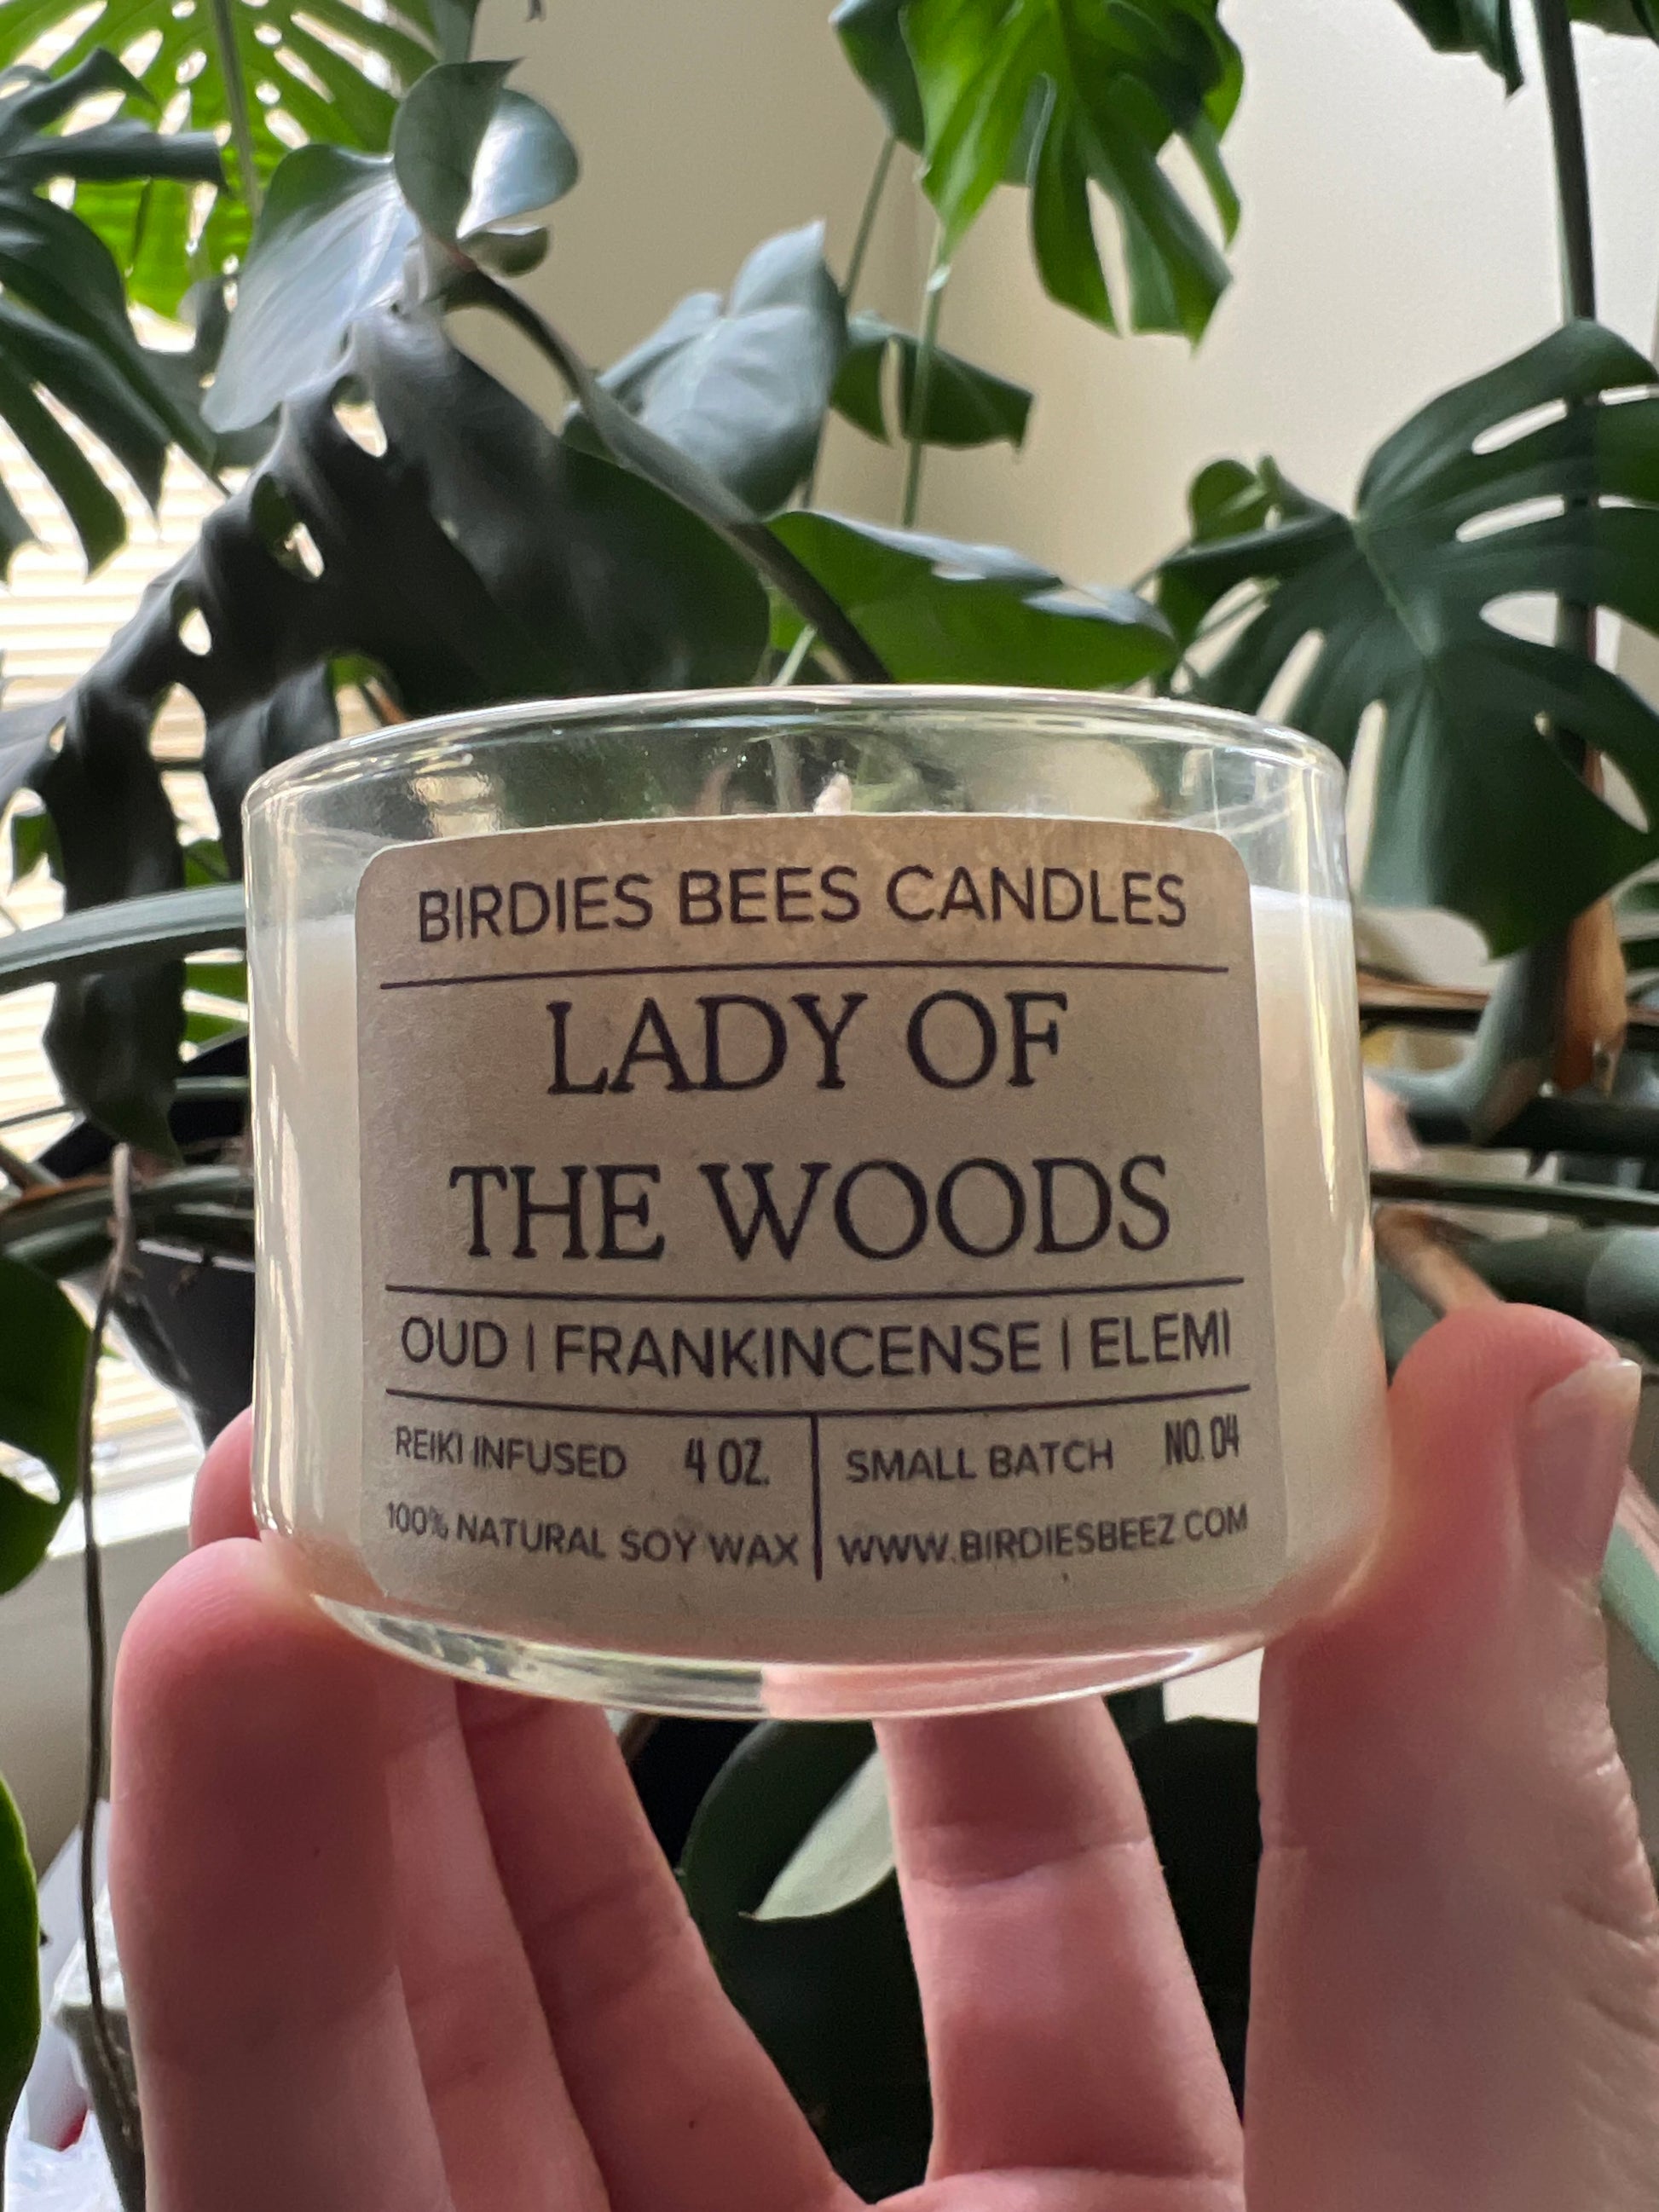 BIRDIES BEES CANDLES
LADY OF
THE WOODS
OUD | FRANKINCENSE | ELEMI
REIKI INFUSED 4 OZ.
100% NATURAL SOY WAX
SMALL BATCH NO. 04
WWW.BIRDIESBEEZ.COM